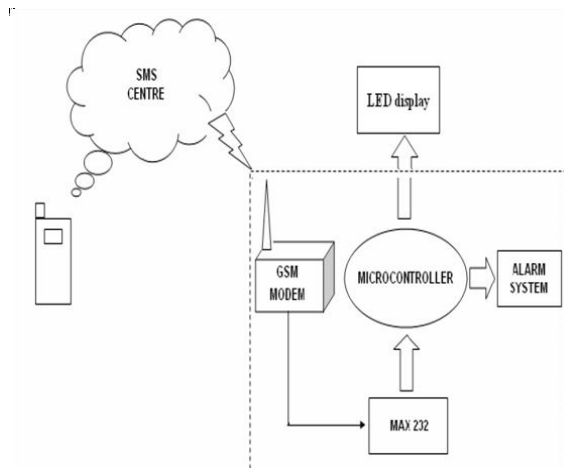 SMS
CENTRE
LED display
GSM
MODEM
MICROCONTROLLER
ALARM
SYSTEM
MAX 232